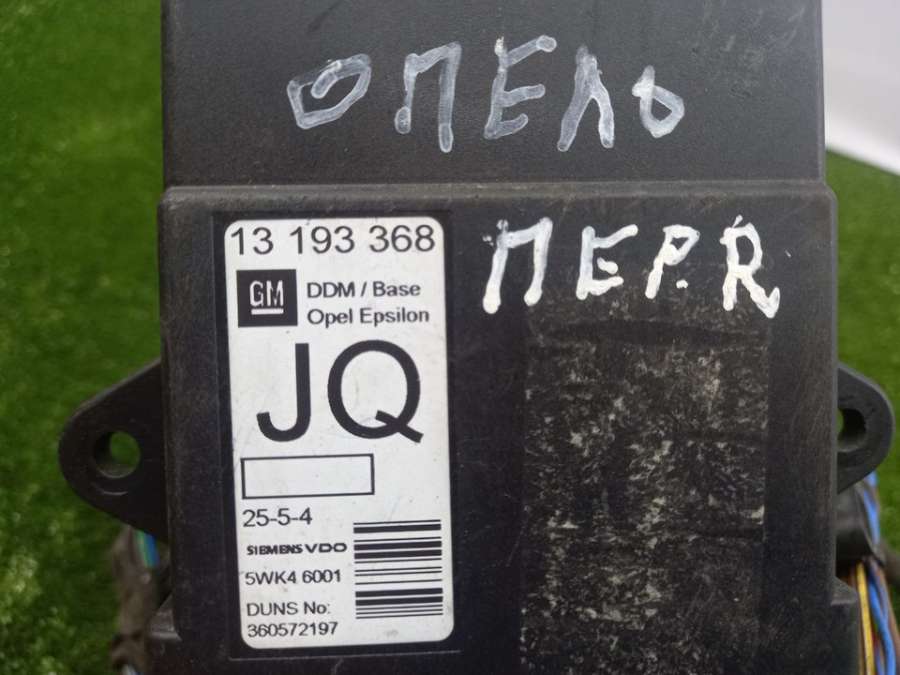 ОПЕЛЬ
ПЕР.R
13 193 368
GM
DDM / Base
Opel Epsilon
JQ
25-5-4
SIEMENS VDO
5WK4 6001
DUNS No:
360572197